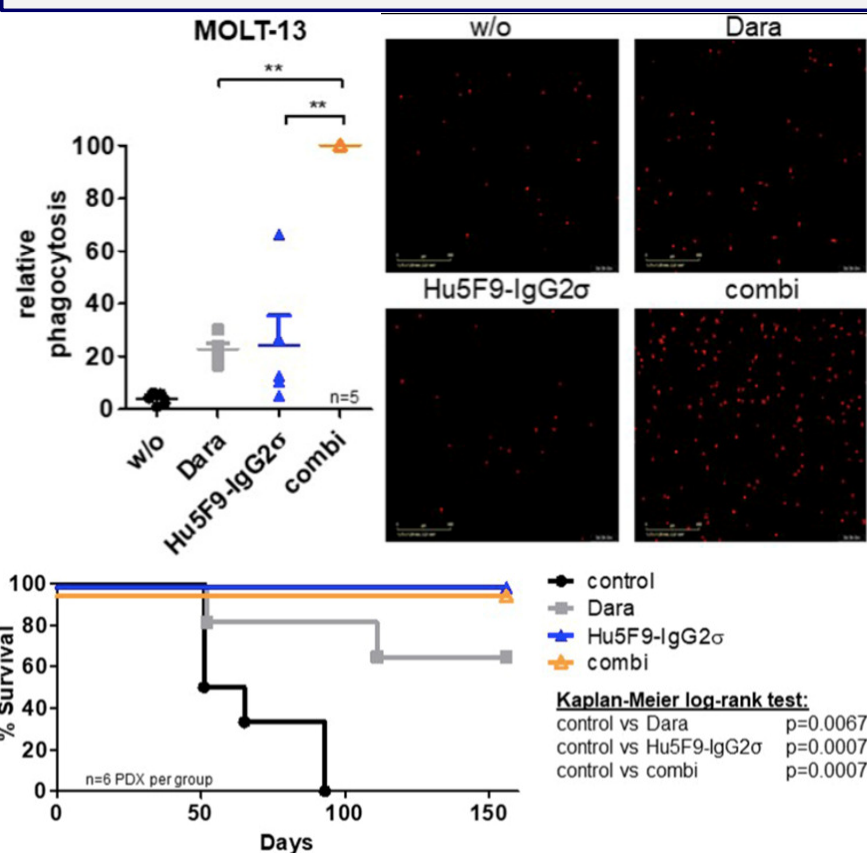 MOLT-13
w/o
Dara
**
**
100
80
60
40
20
0
relative
phagocytosis
n=5
w/o
Dara
Hu5F9-IgG2σ
combi
Hu5F9-IgG2σ
combi
100
80
60
40
20
0
% Survival
n=6 PDX per group
0
50
100
150
Days
control
Dara
Hu5F9-IgG2σ
combi
Kaplan-Meier log-rank test:
control vs Dara p=0.0067
control vs Hu5F9-IgG2σ p=0.0007
control vs combi p=0.0007